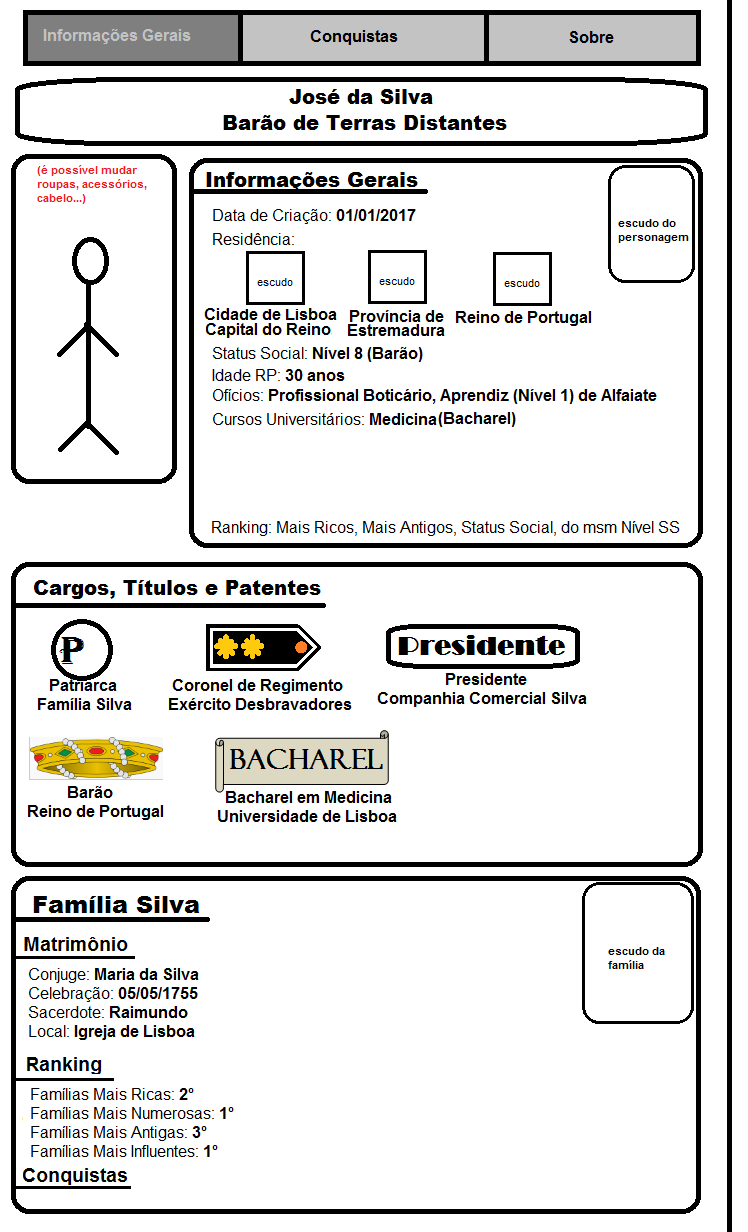 Informações Gerais
Conquistas
Sobre
José da Silva
Barão de Terras Distantes
(é possível mudar
roupas, acessórios,
cabelo...)
Informações Gerais
escudo do
personagem
Data de Criação: 01/01/2017
Residência:
escudo
escudo
escudo
Cidade de Lisboa
Capital do Reino
Província de
Estremadura
Reino de Portugal
Status Social: Nível 8 (Barão)
Idade RP: 30 anos
Ofícios: Profissional Boticário, Aprendiz (Nível 1) de Alfaiate
Cursos Universitários: Medicina(Bacharel)
Ranking: Mais Ricos, Mais Antigos, Status Social, do msm Nível SS
Cargos, Títulos e Patentes
P
Patriarca
Família Silva
Coronel de Regimento
Exército Desbravadores
Presidente
Presidente
Companhia Comercial Silva
Barão
Reino de Portugal
BACHAREL
Bacharel em Medicina
Universidade de Lisboa
Família Silva
escudo da
família
Matrimônio
Conjuge: Maria da Silva
Celebração: 05/05/1755
Sacerdote: Raimundo
Local: Igreja de Lisboa
Ranking
Famílias Mais Ricas: 2°
Famílias Mais Numerosas: 1°
Famílias Mais Antigas: 3°
Famílias Mais Influentes: 1°
Conquistas